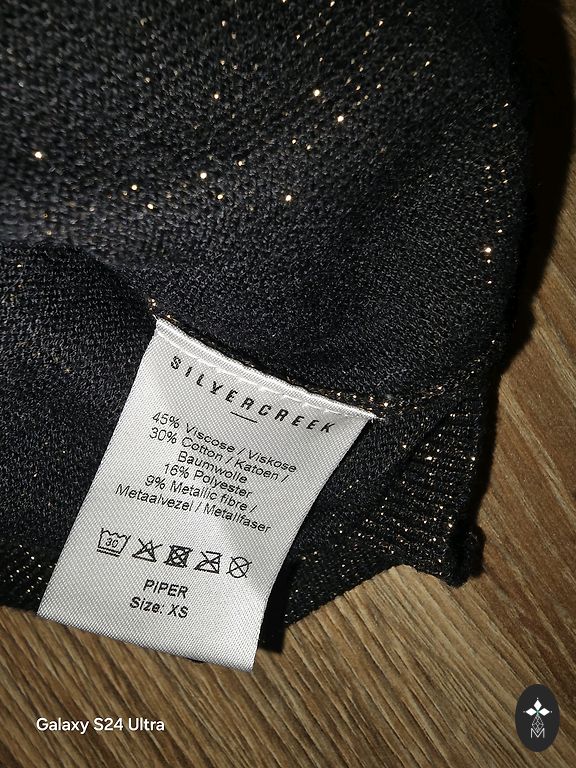 SILVERCREEK
45% Viscose / Viskose
30% Cotton / Katoen /
Baumwolle
16% Polyester
9% Metallic fibre /
Metaalvezel / Metallfaser
30
PIPER
Size: XS
Galaxy S24 Ultra
M